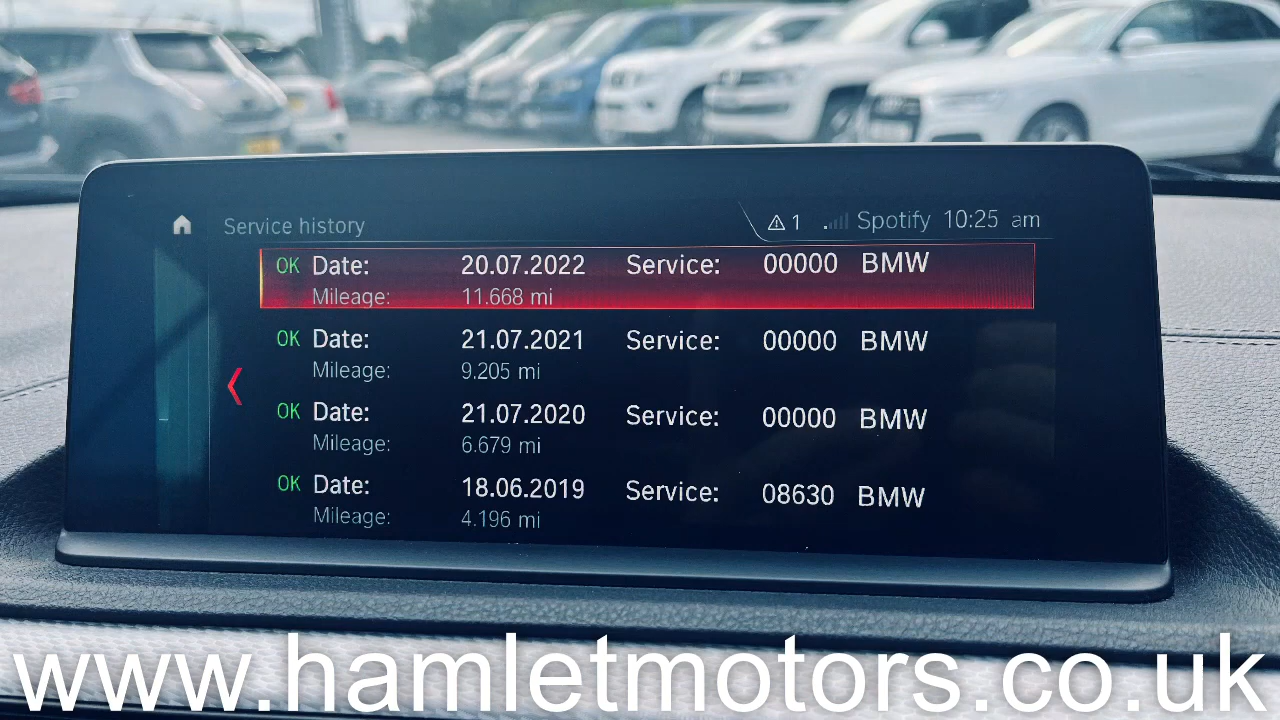 Service history 1 Spotify 10:25 am
OK Date: 20.07.2022 Service: 00000 BMW
Mileage: 11.668 mi
OK Date: 21.07.2021 Service: 00000 BMW
Mileage: 9.205 mi
OK Date: 21.07.2020 Service: 00000 BMW
Mileage: 6.679 mi
OK Date: 18.06.2019 Service: 08630 BMW
Mileage: 4.196 mi
www.hamletmotors.co.uk